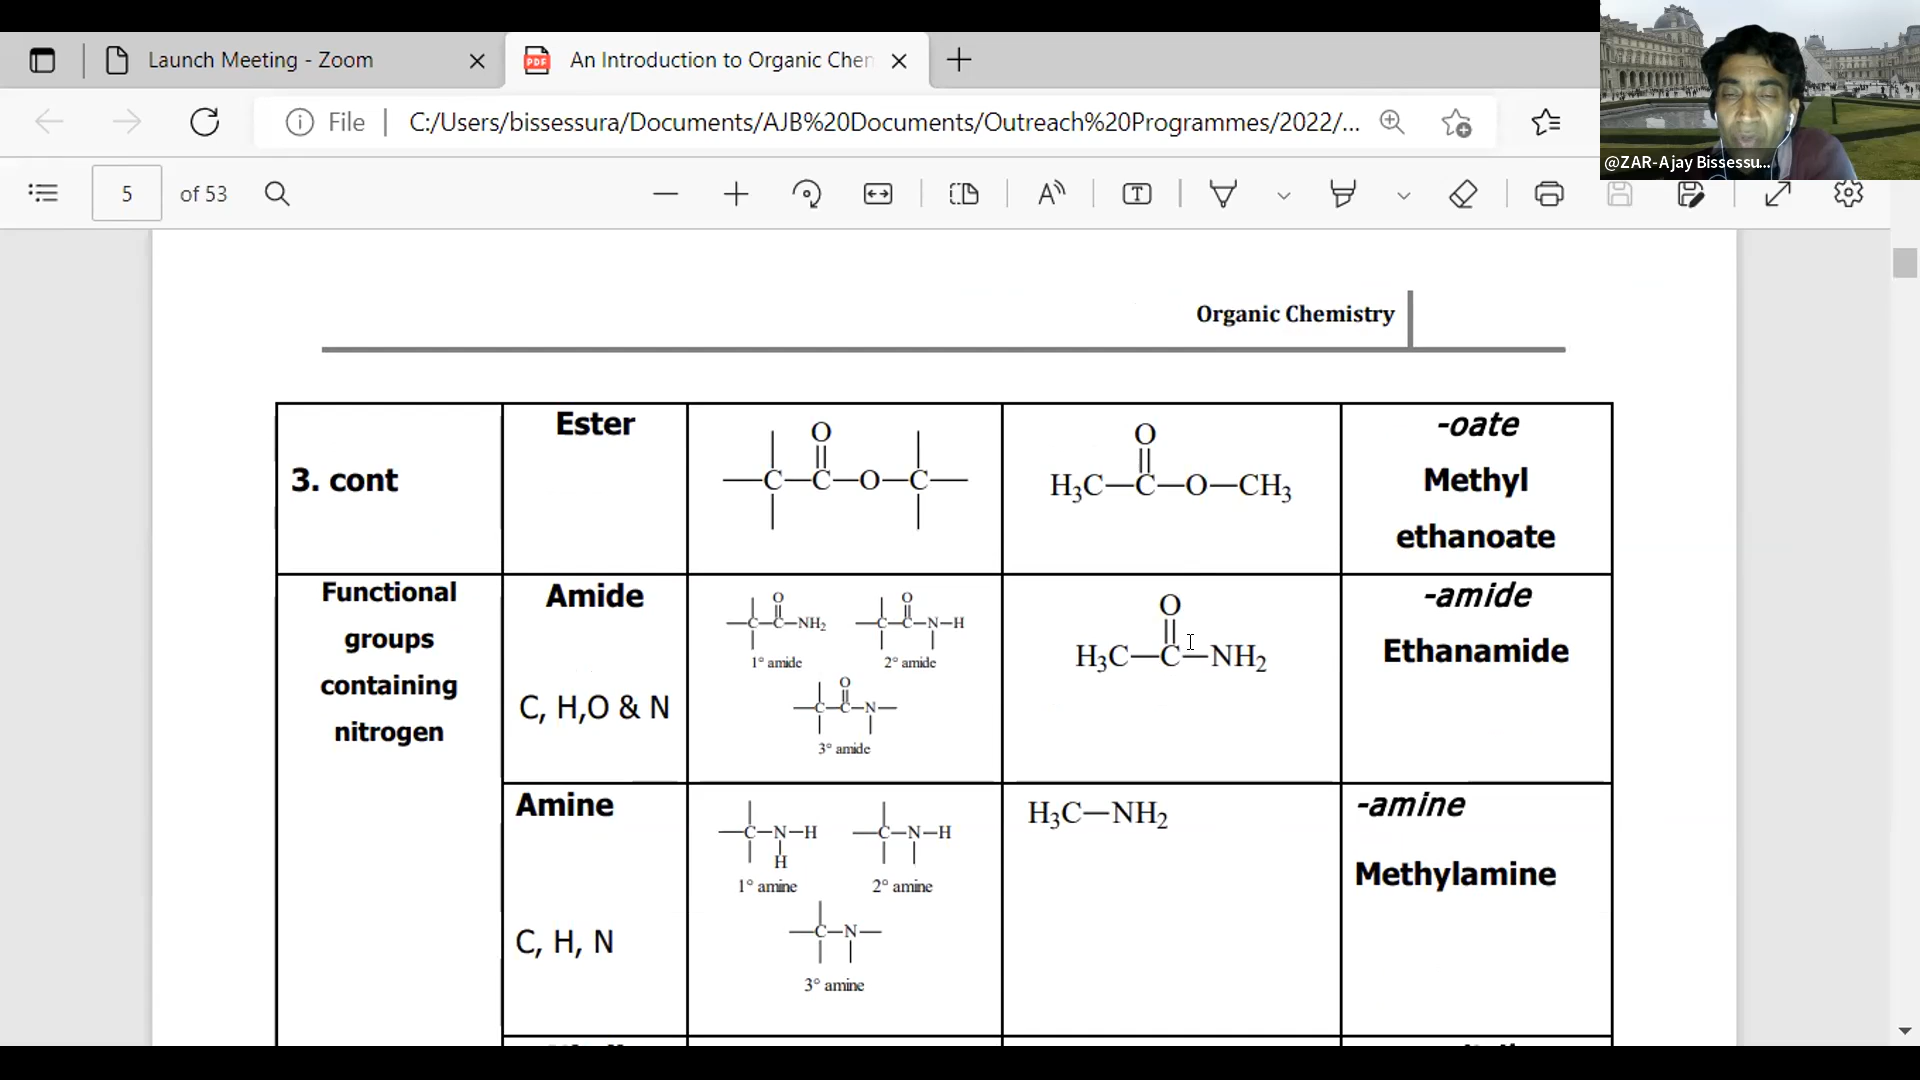 Launch Meeting - Zoom
An Introduction to Organic Chen
File
C:/Users/bissessura/Documents/AJB%20Documents/Outreach%20Programmes/2022/...
@ZAR-Ajay Bissessu...
5 of 53
Organic Chemistry
3. cont
Ester
O
C C O C
O
H₃C—C—O—CH₃
-oate
Methyl
ethanoate
Functional
groups
containing
nitrogen
Amide
C, H,O & N
O
C C NH₂
1° amide
O
C C N H
2° amide
O
C C N
3° amide
O
H₃C—C—NH₂
-amide
Ethanamide
Amine
C, H, N
C N H
H
1° amine
C N H
2° amine
C N
3° amine
H₃C—NH₂
-amine
Methylamine